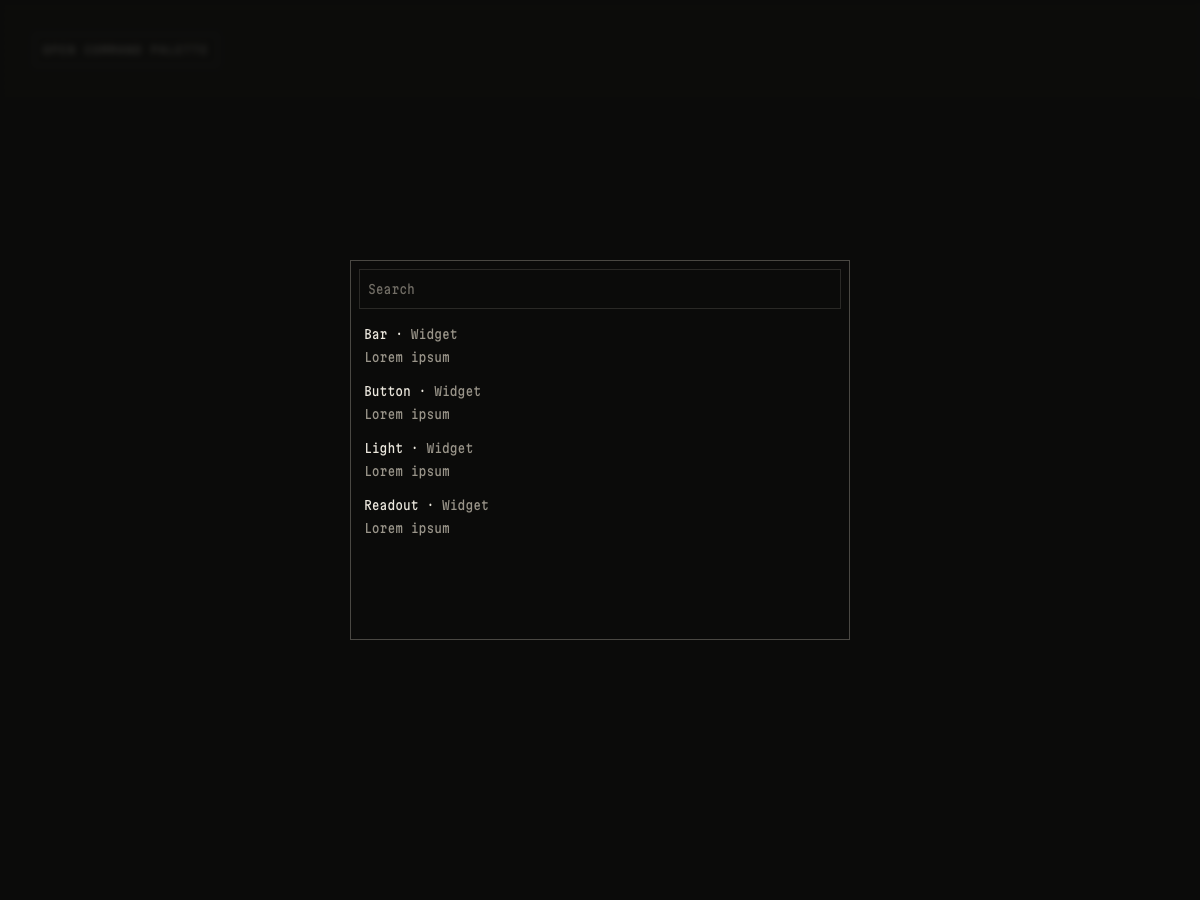 Search
Bar · Widget
Lorem ipsum
Button · Widget
Lorem ipsum
Light · Widget
Lorem ipsum
Readout · Widget
Lorem ipsum